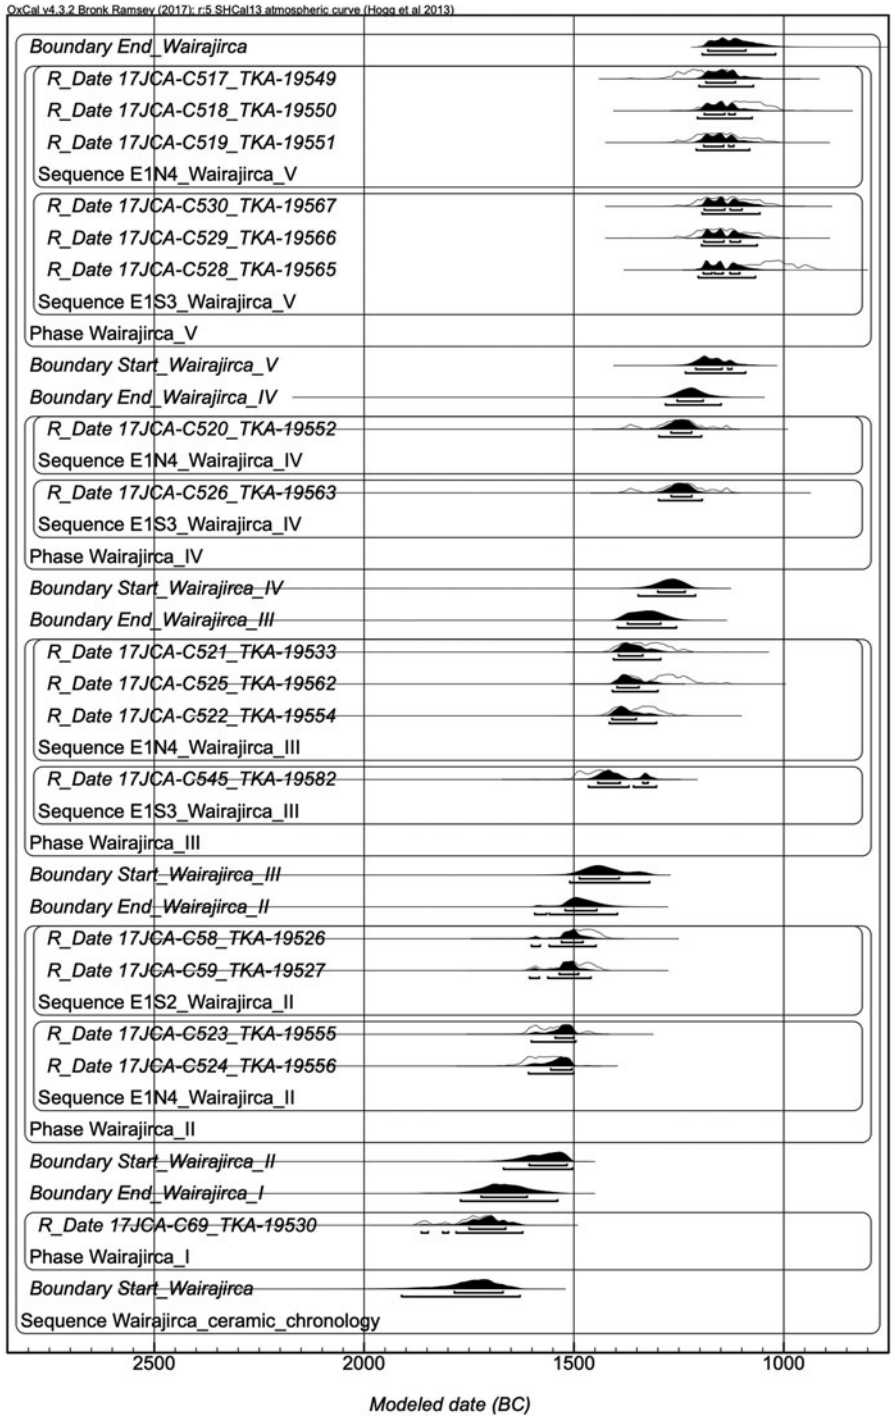 OxCal v4.3.2 Bronk Ramsey (2017); r:5 SHCal13 atmospheric curve (Hogg et al 2013)
Boundary End_Wairajirca
R_Date 17JCA-C517_TKA-19549
R_Date 17JCA-C518_TKA-19550
R_Date 17JCA-C519_TKA-19551
Sequence E1N4_Wairajirca_V
R_Date 17JCA-C530_TKA-19567
R_Date 17JCA-C529_TKA-19566
R_Date 17JCA-C528_TKA-19565
Sequence E1S3_Wairajirca_V
Phase Wairajirca_V
Boundary Start_Wairajirca_V
Boundary End_Wairajirca_IV
R_Date 17JCA-C520_TKA-19552
Sequence E1N4_Wairajirca_IV
R_Date 17JCA-C526_TKA-19563
Sequence E1S3_Wairajirca_IV
Phase Wairajirca_IV
Boundary Start_Wairajirca_IV
Boundary End_Wairajirca_III
R_Date 17JCA-C521_TKA-19533
R_Date 17JCA-C525_TKA-19562
R_Date 17JCA-C522_TKA-19554
Sequence E1N4_Wairajirca_III
R_Date 17JCA-C545_TKA-19582
Sequence E1S3_Wairajirca_III
Phase Wairajirca_III
Boundary Start_Wairajirca_III
Boundary End_Wairajirca_II
R_Date 17JCA-C58_TKA-19526
R_Date 17JCA-C59_TKA-19527
Sequence E1S2_Wairajirca_II
R_Date 17JCA-C523_TKA-19555
R_Date 17JCA-C524_TKA-19556
Sequence E1N4_Wairajirca_II
Phase Wairajirca_II
Boundary Start_Wairajirca_II
Boundary End_Wairajirca_I
R_Date 17JCA-C69_TKA-19530
Phase Wairajirca_I
Boundary Start_Wairajirca
Sequence Wairajirca_ceramic_chronology
2500 2000 1500 1000
Modeled date (BC)